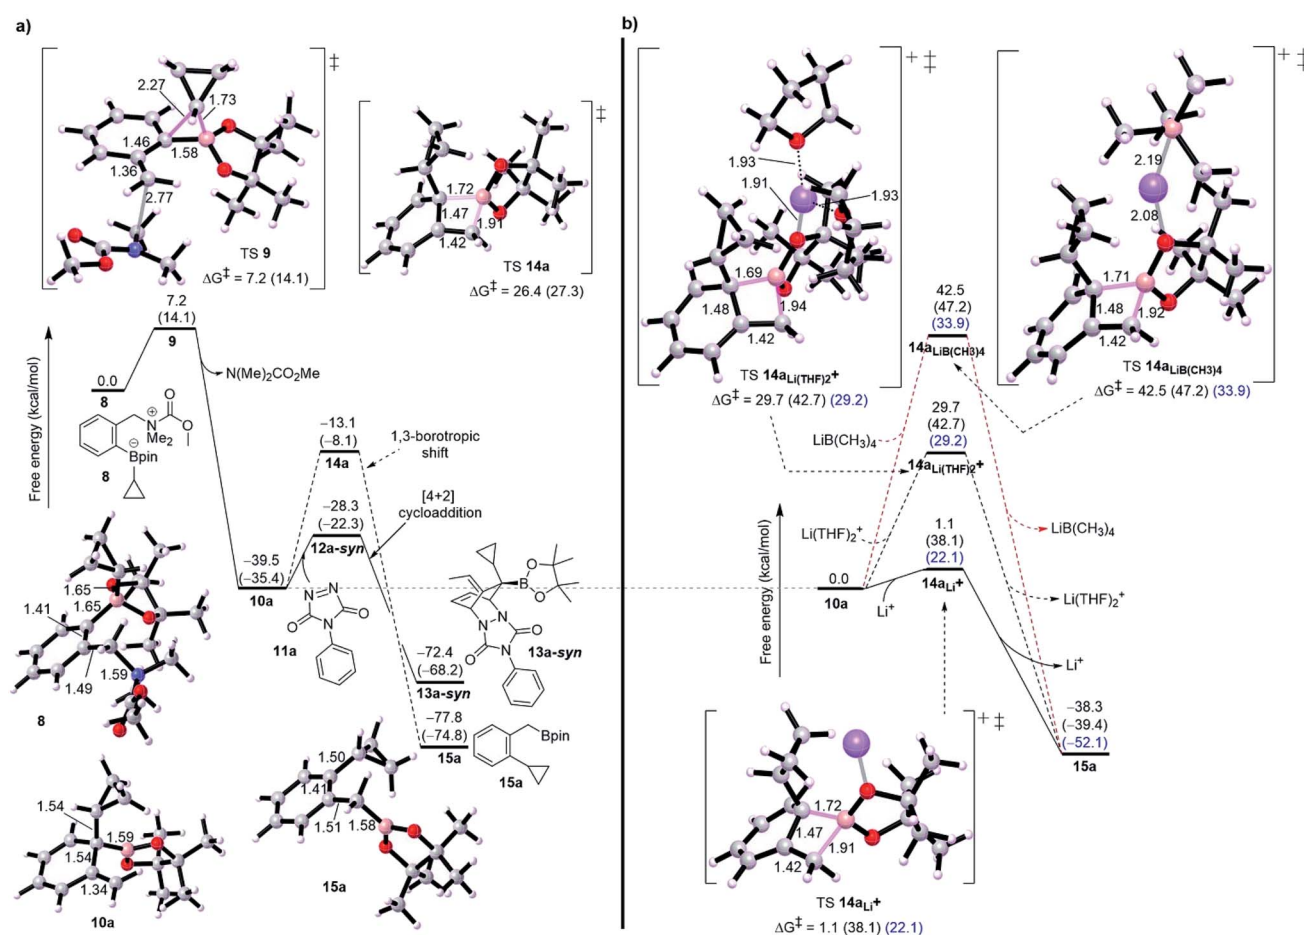 a)
‡
2.27
1.73
1.46
1.58
1.36
2.77
TS 9
ΔG‡ = 7.2 (14.1)
‡
1.72
1.47
1.91
1.42
TS 14a
ΔG‡ = 26.4 (27.3)
Free energy (kcal/mol)
7.2
(14.1)
9
N(Me)2CO2Me
0.0
8
N
Me2
+
O
O
−
Bpin
8
−13.1
(−8.1)
14a
1,3-borotropic
shift
[4+2]
cycloaddition
−28.3
(−22.3)
12a-syn
−39.5
(−35.4)
10a
N
N
O
N
O
11a
B
O
O
N
N
O
O
N
13a-syn
−72.4
(−68.2)
13a-syn
−77.8
(−74.8)
15a
Bpin
15a
1.65
1.65
1.41
1.49
1.59
8
1.54
1.59
1.54
1.34
10a
1.50
1.41
1.51
1.58
15a
b)
+ ‡
1.93
1.91
1.93
1.69
1.48
1.94
1.42
TS 14aLi(THF)2+
ΔG‡ = 29.7 (42.7) (29.2)
+ ‡
2.19
2.08
1.71
1.48
1.92
1.42
TS 14aLiB(CH3)4
ΔG‡ = 42.5 (47.2) (33.9)
42.5
(47.2)
(33.9)
14aLiB(CH3)4
LiB(CH3)4
29.7
(42.7)
(29.2)
14aLi(THF)2+
Free energy (kcal/mol)
Li(THF)2+
1.1
(38.1)
(22.1)
14aLi+
0.0
10a
Li+
LiB(CH3)4
Li(THF)2+
Li+
−38.3
(−39.4)
(−52.1)
15a
+ ‡
1.72
1.47
1.42
1.91
TS 14aLi+
ΔG‡ = 1.1 (38.1) (22.1)